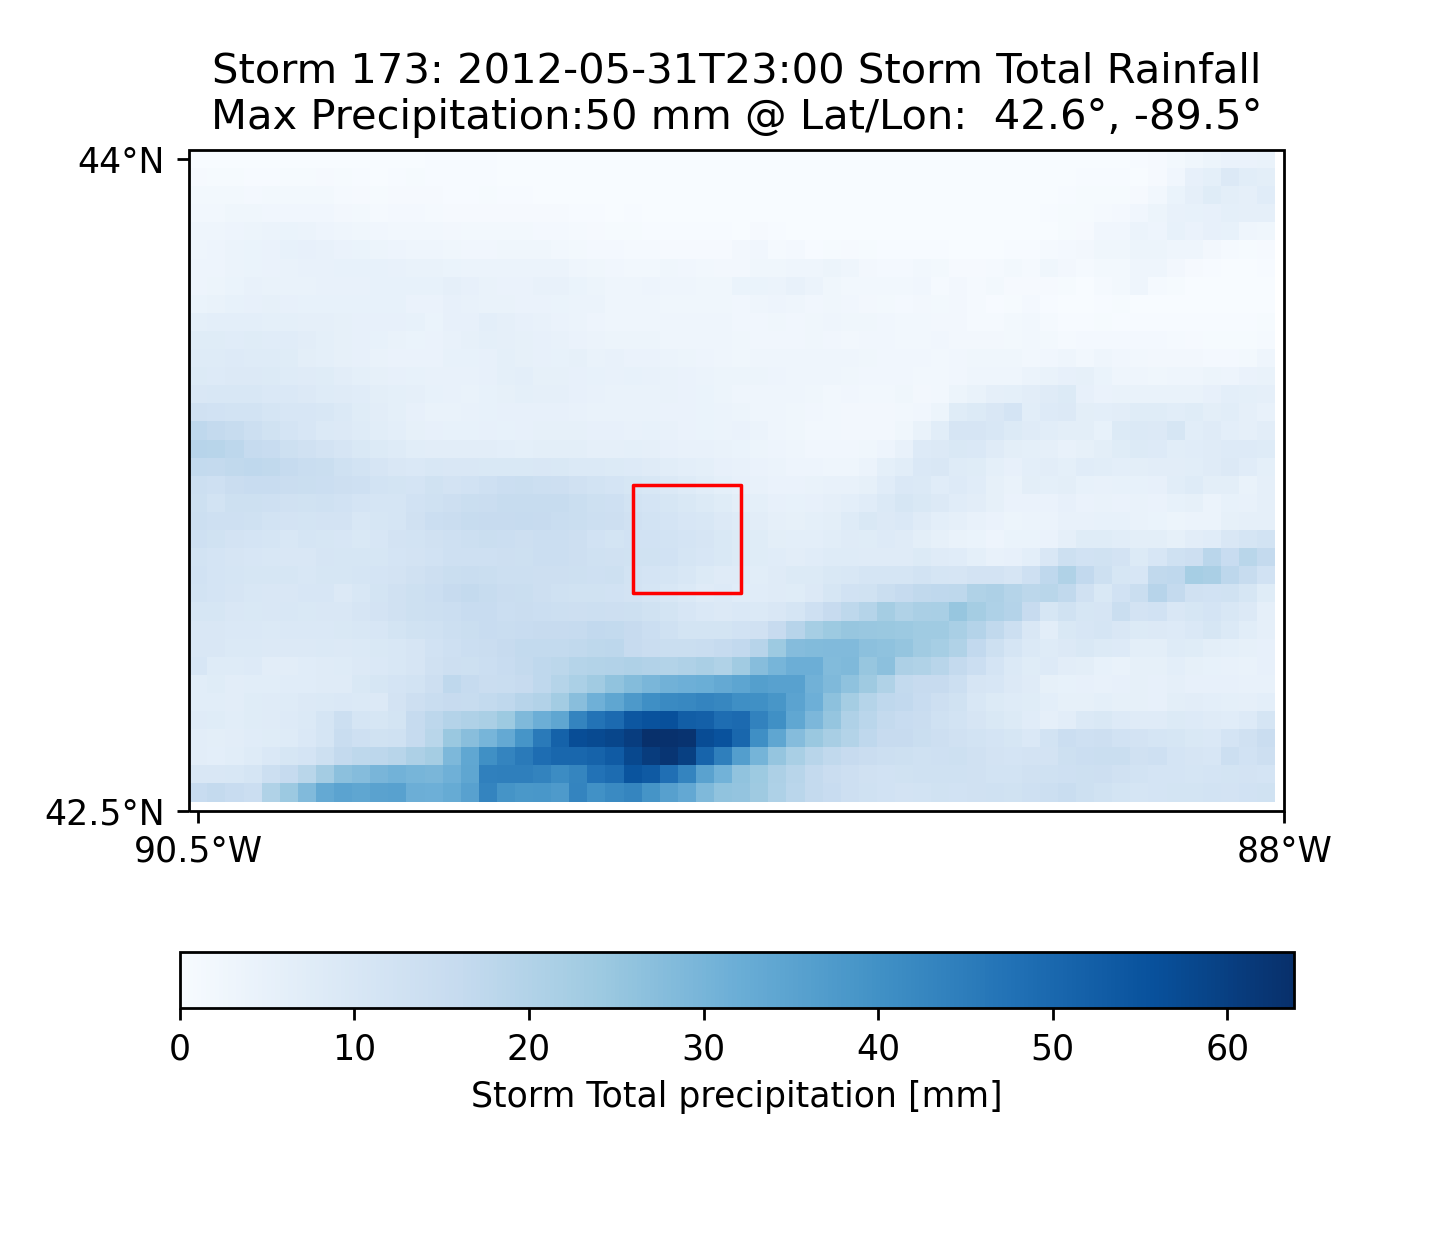 Storm 173: 2012-05-31T23:00 Storm Total Rainfall
Max Precipitation:50 mm @ Lat/Lon:  42.6°, -89.5°
44°N
42.5°N
90.5°W 88°W
0 10 20 30 40 50 60
Storm Total precipitation [mm]